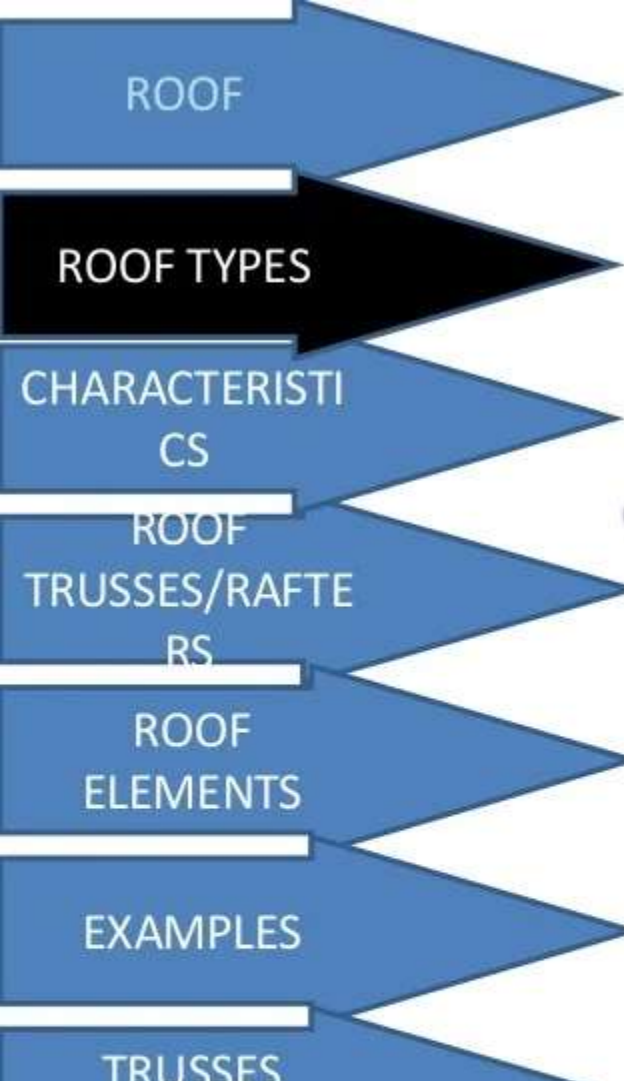 ROOF
ROOF TYPES
CHARACTERISTI
CS
ROOF
TRUSSES/RAFTE
RS
ROOF
ELEMENTS
EXAMPLES
TRUSSES